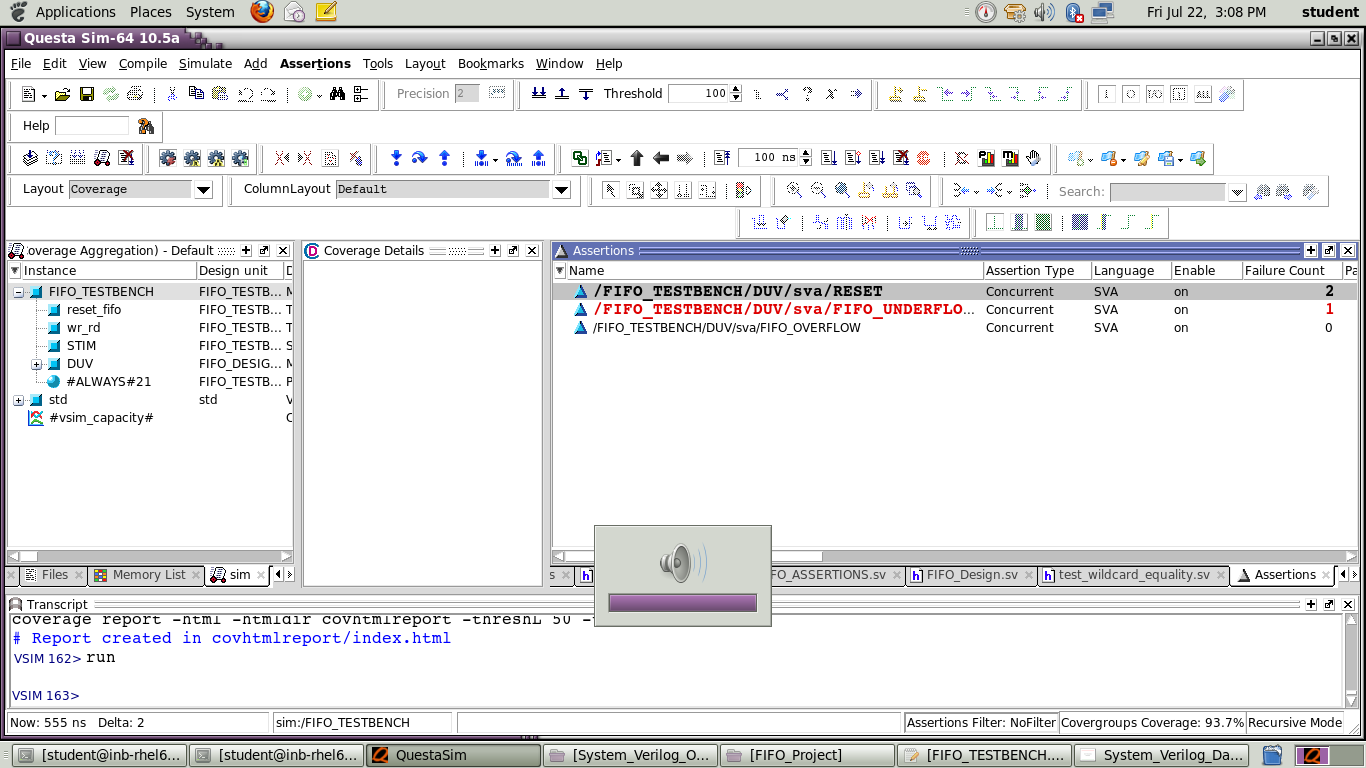 Applications Places System Fri Jul 22, 3:08 PM student
Questa Sim-64 10.5a
File Edit View Compile Simulate Add Assertions Tools Layout Bookmarks Window Help
Precision 2 Threshold 100
Help
100 ns
Layout Coverage ColumnLayout Default Search:
overage Aggregation) - Default Coverage Details Assertions
Instance Design unit D Name Assertion Type Language Enable Failure Count Pa
FIFO_TESTBENCH FIFO_TESTB... M /FIFO_TESTBENCH/DUV/sva/RESET Concurrent SVA on 2
reset_fifo FIFO_TESTB... T /FIFO_TESTBENCH/DUV/sva/FIFO_UNDERFLO... Concurrent SVA on 1
wr_rd FIFO_TESTB... T /FIFO_TESTBENCH/DUV/sva/FIFO_OVERFLOW Concurrent SVA on 0
STIM FIFO_TESTB... S
DUV FIFO_DESIG... M
#ALWAYS#21 FIFO_TESTB... P
std std V
#vsim_capacity# C
Files Memory List sim s FO_ASSERTIONS.sv FIFO_Design.sv test_wildcard_equality.sv Assertions
Transcript
coverage report -html -htmldir covhtmlreport -threshL 50 -
# Report created in covhtmlreport/index.html
VSIM 162> run
VSIM 163>
Now: 555 ns Delta: 2 sim:/FIFO_TESTBENCH Assertions Filter: NoFilter Covergroups Coverage: 93.7% Recursive Mode
[student@inb-rhel6... [student@inb-rhel6... QuestaSim [System_Verilog_O... [FIFO_Project] [FIFO_TESTBENCH.... System_Verilog_Da...